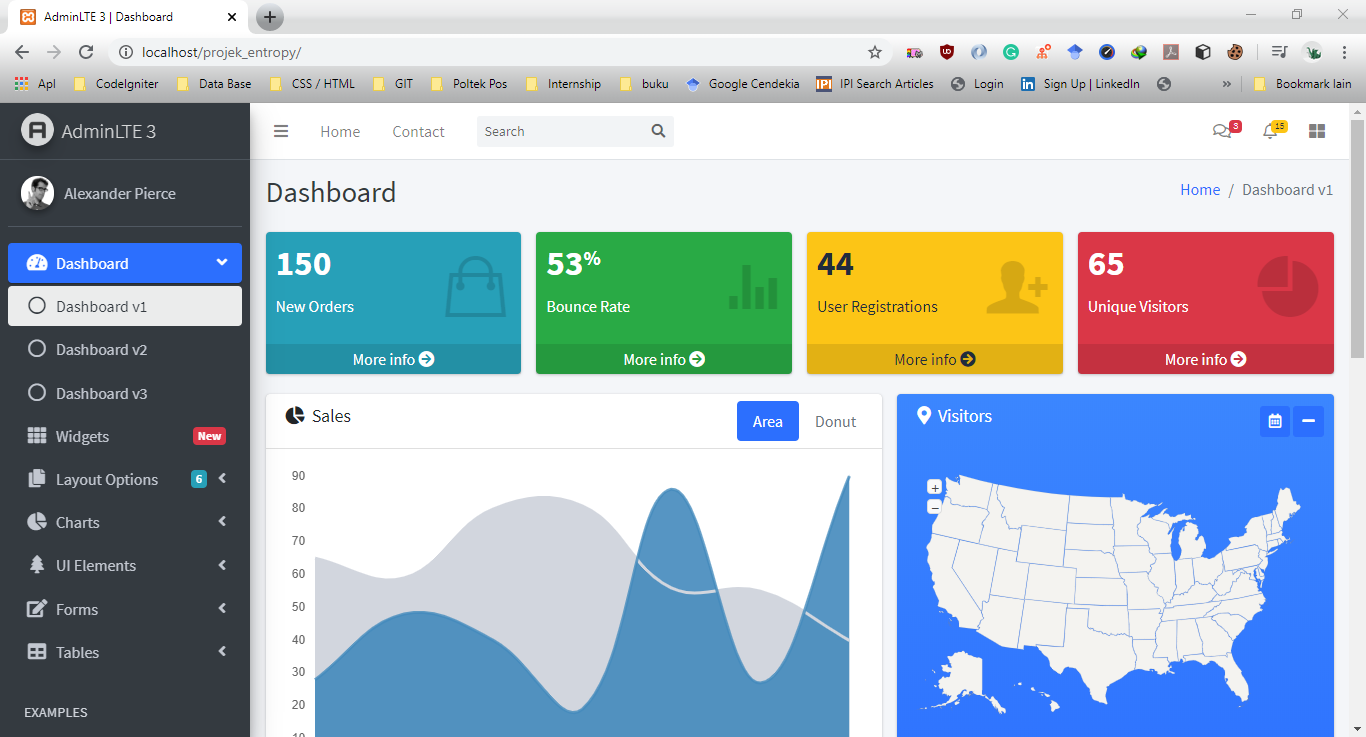 AdminLTE 3 | Dashboard
localhost/projek_entropy/
Apl CodeIgniter Data Base CSS / HTML GIT Poltek Pos Internship buku Google Cendekia IPI Search Articles Login Sign Up | LinkedIn » Bookmark lain
AdminLTE 3
Home Contact Search 3 15
Alexander Pierce
Dashboard
Dashboard v1
Dashboard v2
Dashboard v3
Widgets New
Layout Options 6
Charts
UI Elements
Forms
Tables
EXAMPLES
Dashboard
Home / Dashboard v1
150
New Orders
More info
53%
Bounce Rate
More info
44
User Registrations
More info
65
Unique Visitors
More info
Sales
Area Donut
90
80
70
60
50
40
30
20
10
Visitors
+
−